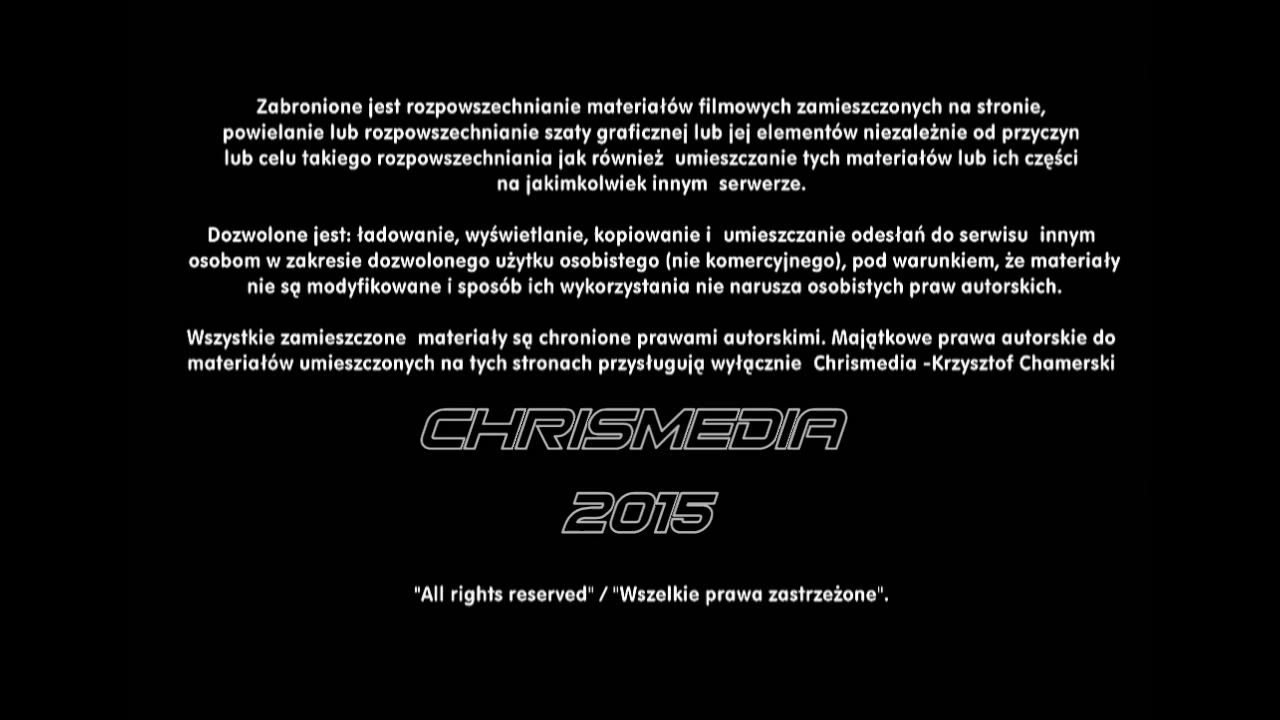 Zabronione jest rozpowszechnianie materiałów filmowych zamieszczonych na stronie,
powielanie lub rozpowszechnianie szaty graficznej lub jej elementów niezależnie od przyczyn
lub celu takiego rozpowszechniania jak również umieszczanie tych materiałów lub ich części
na jakimkolwiek innym serwerze.
Dozwolone jest: ładowanie, wyświetlanie, kopiowanie i umieszczanie odesłań do serwisu innym
osobom w zakresie dozwolonego użytku osobistego (nie komercyjnego), pod warunkiem, że materiały
nie są modyfikowane i sposób ich wykorzystania nie narusza osobistych praw autorskich.
Wszystkie zamieszczone materiały są chronione prawami autorskimi. Majątkowe prawa autorskie do
materiałów umieszczonych na tych stronach przysługują wyłącznie Chrismedia -Krzysztof Chamerski
CHRISMEDIA
2015
"All rights reserved" / "Wszelkie prawa zastrzeżone".